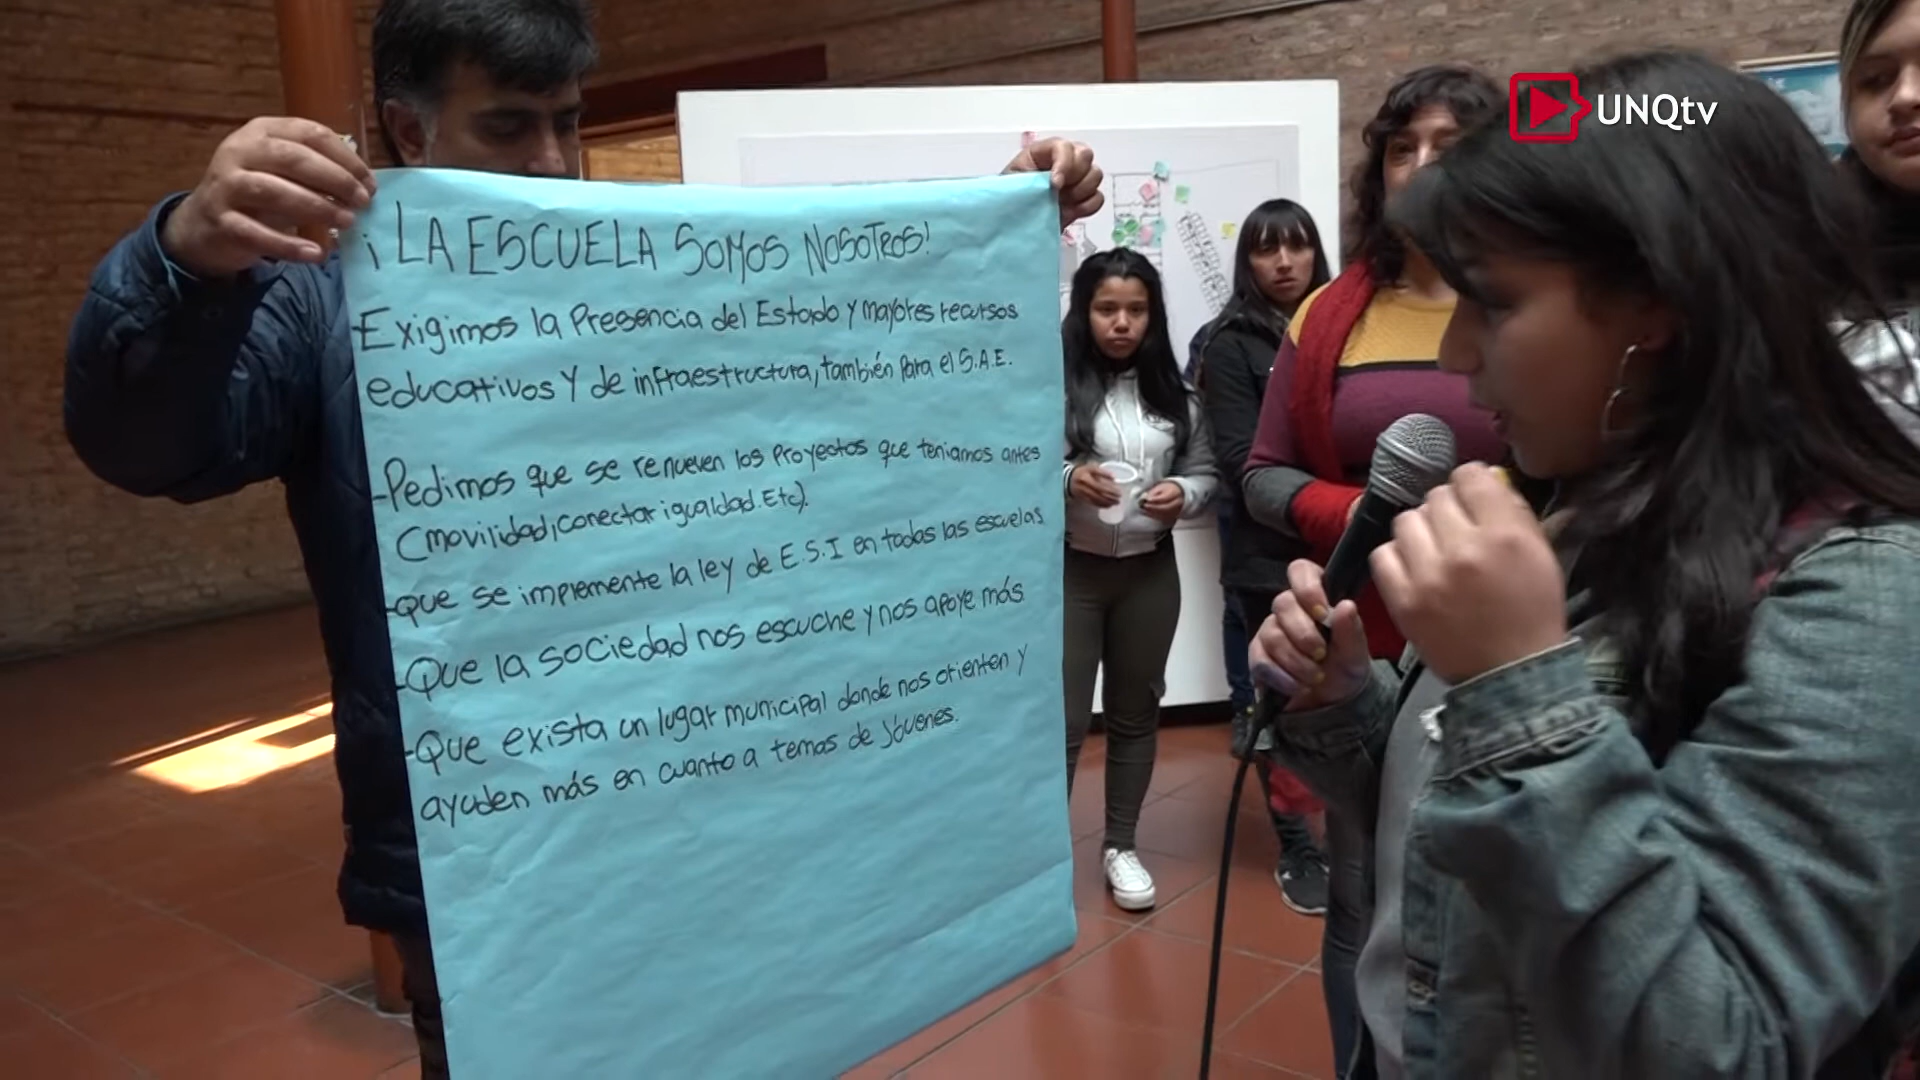 UNQtv
¡LA ESCUELA SOMOS NOSOTROS!
-Exigimos la Presencia del Estado y mayores recursos
educativos y de infraestructura, también para el S.A.E.
-Pedimos que se renueven los Proyectos que teniamos antes
(movilidad, conectar igualdad. Etc).
-que se implemente la ley de E.S.I en todas las escuelas
-Que la sociedad nos escuche y nos apoye más
-Que exista un lugar municipal donde nos orienten y
ayuden más en cuanto a temas de jóvenes.